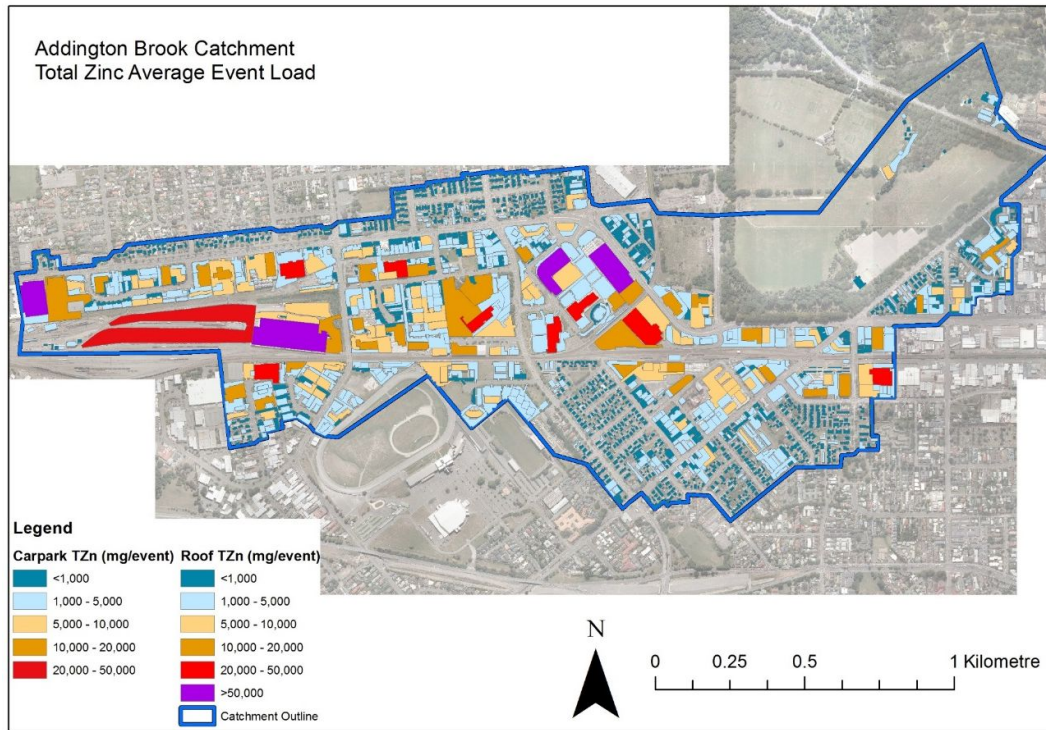 Addington Brook Catchment
Total Zinc Average Event Load
Legend
Carpark TZn (mg/event) Roof TZn (mg/event)
<1,000 <1,000
1,000 - 5,000 1,000 - 5,000
5,000 - 10,000 5,000 - 10,000
10,000 - 20,000 10,000 - 20,000
20,000 - 50,000 20,000 - 50,000
>50,000
Catchment Outline
N
0 0.25 0.5 1 Kilometre